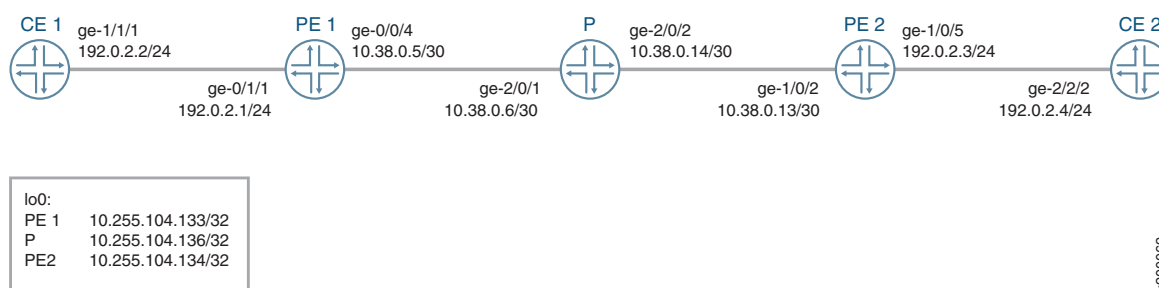 CE 1
ge-1/1/1
192.0.2.2/24
ge-0/1/1
192.0.2.1/24
PE 1
ge-0/0/4
10.38.0.5/30
ge-2/0/1
10.38.0.6/30
P
ge-2/0/2
10.38.0.14/30
ge-1/0/2
10.38.0.13/30
PE 2
ge-1/0/5
192.0.2.3/24
ge-2/2/2
192.0.2.4/24
CE 2
lo0:
PE 1 10.255.104.133/32
P 10.255.104.136/32
PE2 10.255.104.134/32